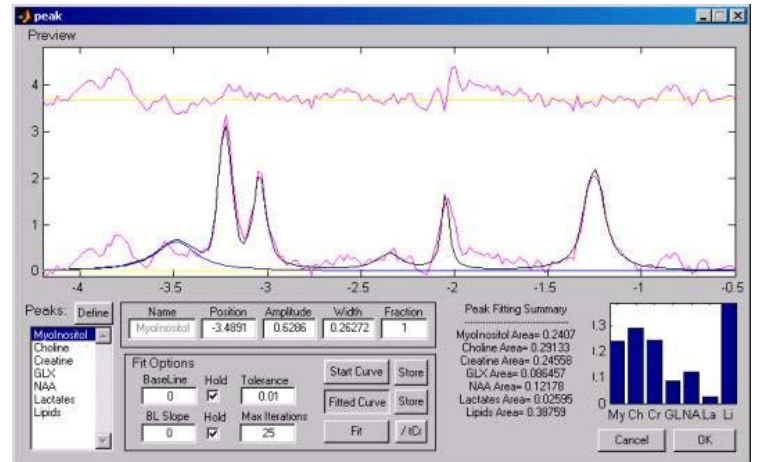 peak
Preview
4
3
2
1
0
-4 -3.5 -3 -2.5 -2 -1.5 -1 -0.5
Peaks: Define
MyoInositol
Choline
Creatine
GLX
NAA
Lactates
Lipids
Name Position Amplitude Width Fraction
MyoInositol -3.4891 0.6286 0.26272 1
Fit Options
BaseLine Hold Tolerance
0 0.01
BL Slope Hold Max Iterations
0 25
Start Curve Store
Fitted Curve Store
Fit / tCr
Peak Fitting Summary
--------------------------------
MyoInositol Area= 0.2407
Choline Area= 0.29133
Creatine Area= 0.24558
GLX Area= 0.086457
NAA Area= 0.12178
Lactates Area= 0.02595
Lipids Area= 0.38759
1.3
1.2
1.1
0
My Ch Cr GLNALa Li
Cancel OK